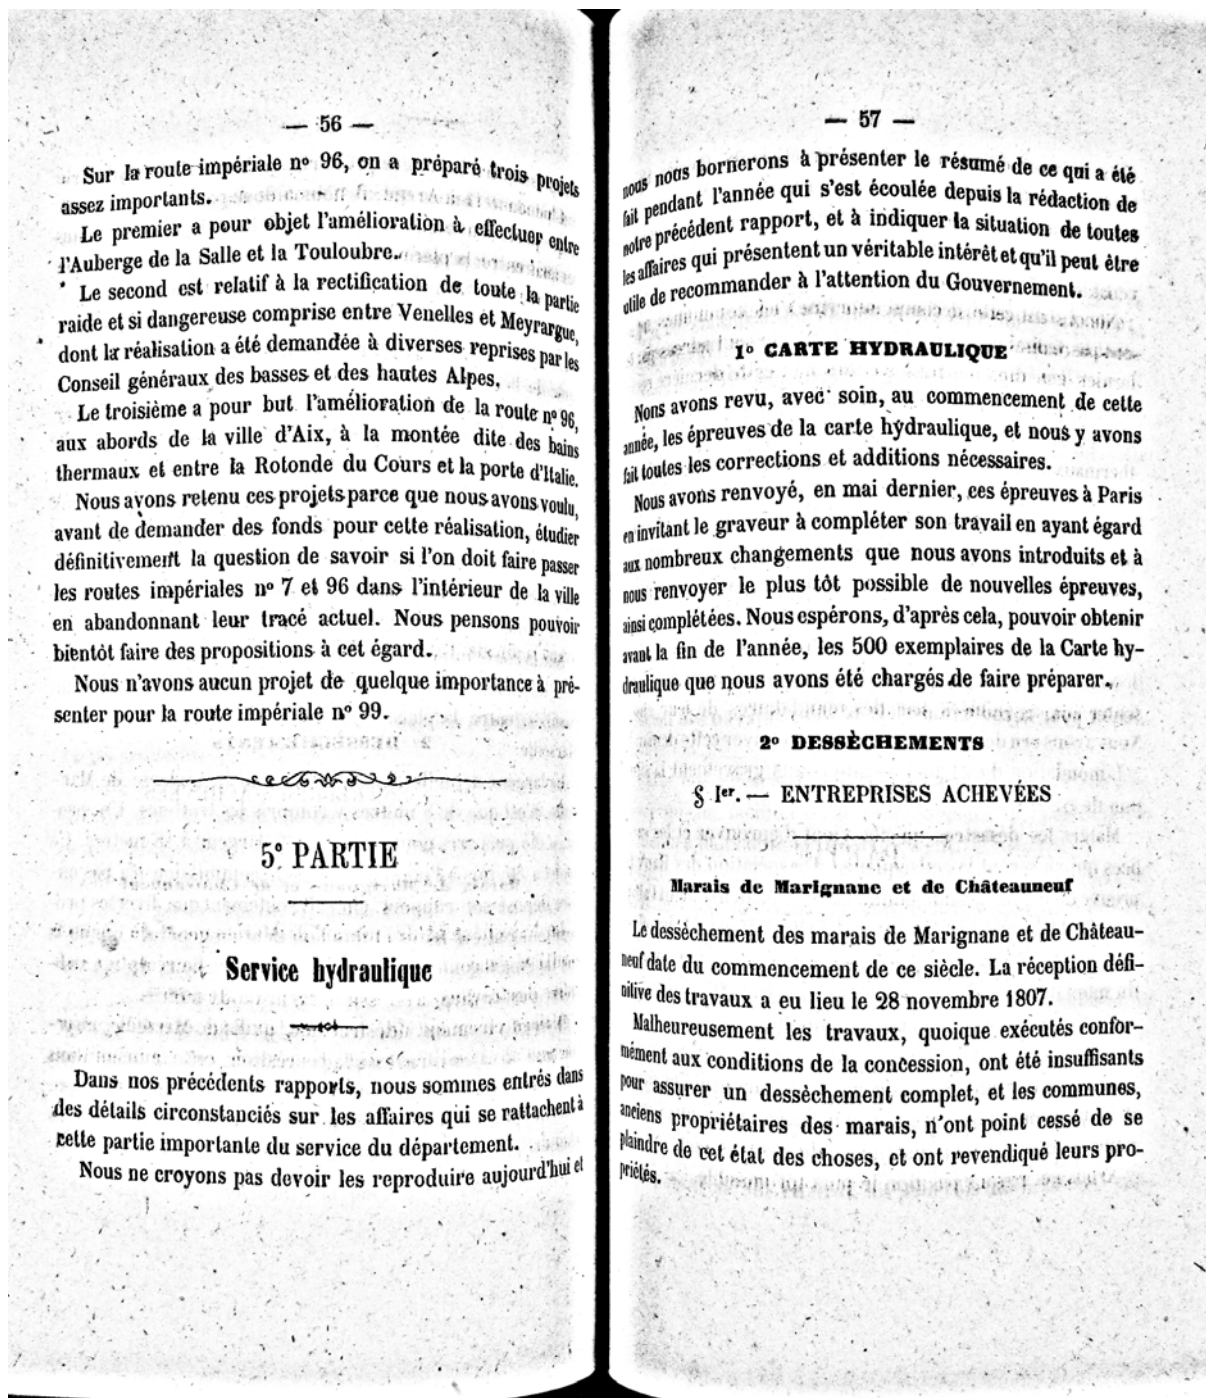 — 56 —
Sur la route impériale nº 96, on a préparé trois projets
assez importants.
Le premier a pour objet l'amélioration à effectuer entre
l'Auberge de la Salle et la Touloubre.
Le second est relatif à la rectification de toute la partie
raide et si dangereuse comprise entre Venelles et Meyrargue,
dont la réalisation a été demandée à diverses reprises par les
Conseil généraux des basses et des hautes Alpes.
Le troisième a pour but l'amélioration de la route nº 96,
aux abords de la ville d'Aix, à la montée dite des bains
thermaux et entre la Rotonde du Cours et la porte d'Italie.
Nous avons retenu ces projets parce que nous avons voulu,
avant de demander des fonds pour cette réalisation, étudier
définitivement la question de savoir si l'on doit faire passer
les routes impériales nº 7 et 96 dans l'intérieur de la ville
en abandonnant leur tracé actuel. Nous pensons pouvoir
bientôt faire des propositions à cet égard.
Nous n'avons aucun projet de quelque importance à pré-
senter pour la route impériale nº 99.
5e PARTIE
Service hydraulique
Dans nos précédents rapports, nous sommes entrés dans
des détails circonstanciés sur les affaires qui se rattachent à
cette partie importante du service du département.
Nous ne croyons pas devoir les reproduire aujourd'hui et
— 57 —
nous nous bornerons à présenter le résumé de ce qui a été
fait pendant l'année qui s'est écoulée depuis la rédaction de
notre précédent rapport, et à indiquer la situation de toutes
les affaires qui présentent un véritable intérêt et qu'il peut être
utile de recommander à l'attention du Gouvernement.
1º CARTE HYDRAULIQUE
Nons avons revu, avec soin, au commencement de cette
année, les épreuves de la carte hydraulique, et nous y avons
fait toutes les corrections et additions nécessaires.
Nous avons renvoyé, en mai dernier, ces épreuves à Paris
en invitant le graveur à compléter son travail en ayant égard
aux nombreux changements que nous avons introduits et à
nous renvoyer le plus tôt possible de nouvelles épreuves,
ainsi complétées. Nous espérons, d'après cela, pouvoir obtenir
avant la fin de l'année, les 500 exemplaires de la Carte hy-
draulique que nous avons été chargés de faire préparer.
2º DESSÈCHEMENTS
§ Ier. — ENTREPRISES ACHEVÉES
Marais de Marignane et de Châteauneuf
Le dessèchement des marais de Marignane et de Château-
neuf date du commencement de ce siècle. La réception défi-
nitive des travaux a eu lieu le 28 novembre 1807.
Malheureusement les travaux, quoique exécutés confor-
mément aux conditions de la concession, ont été insuffisants
pour assurer un dessèchement complet, et les communes,
anciens propriétaires des marais, n'ont point cessé de se
plaindre de cet état des choses, et ont revendiqué leurs pro-
priétés.